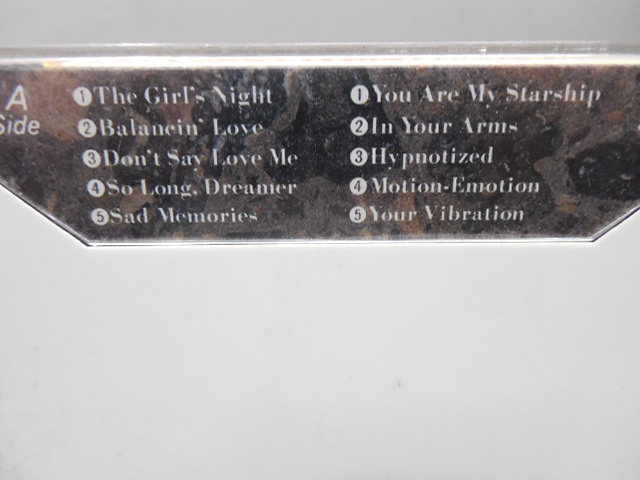 A
Side
❶The Girl's Night
❷Balancin' Love
❸Don't Say Love Me
❹So Long, Dreamer
❺Sad Memories
❶You Are My Starship
❷In Your Arms
❸Hypnotized
❹Motion-Emotion
❺Your Vibration